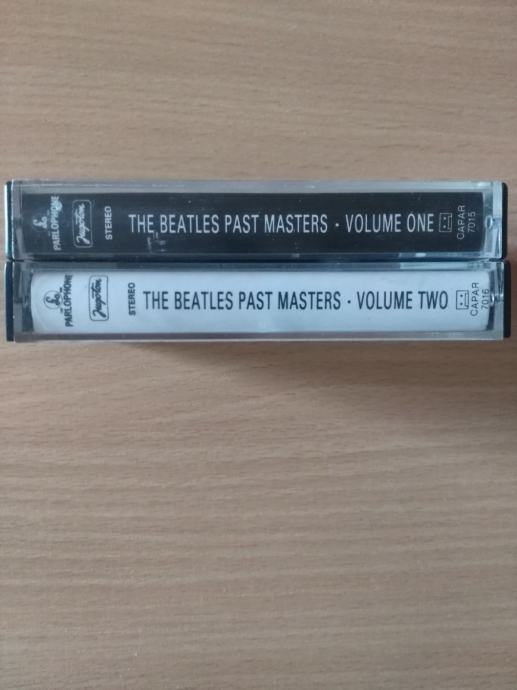 PARLOPHONE
Jugoton
STEREO
THE BEATLES PAST MASTERS · VOLUME ONE
CAPAR
7015
PARLOPHONE
Jugoton
STEREO
THE BEATLES PAST MASTERS · VOLUME TWO
CAPAR
7016